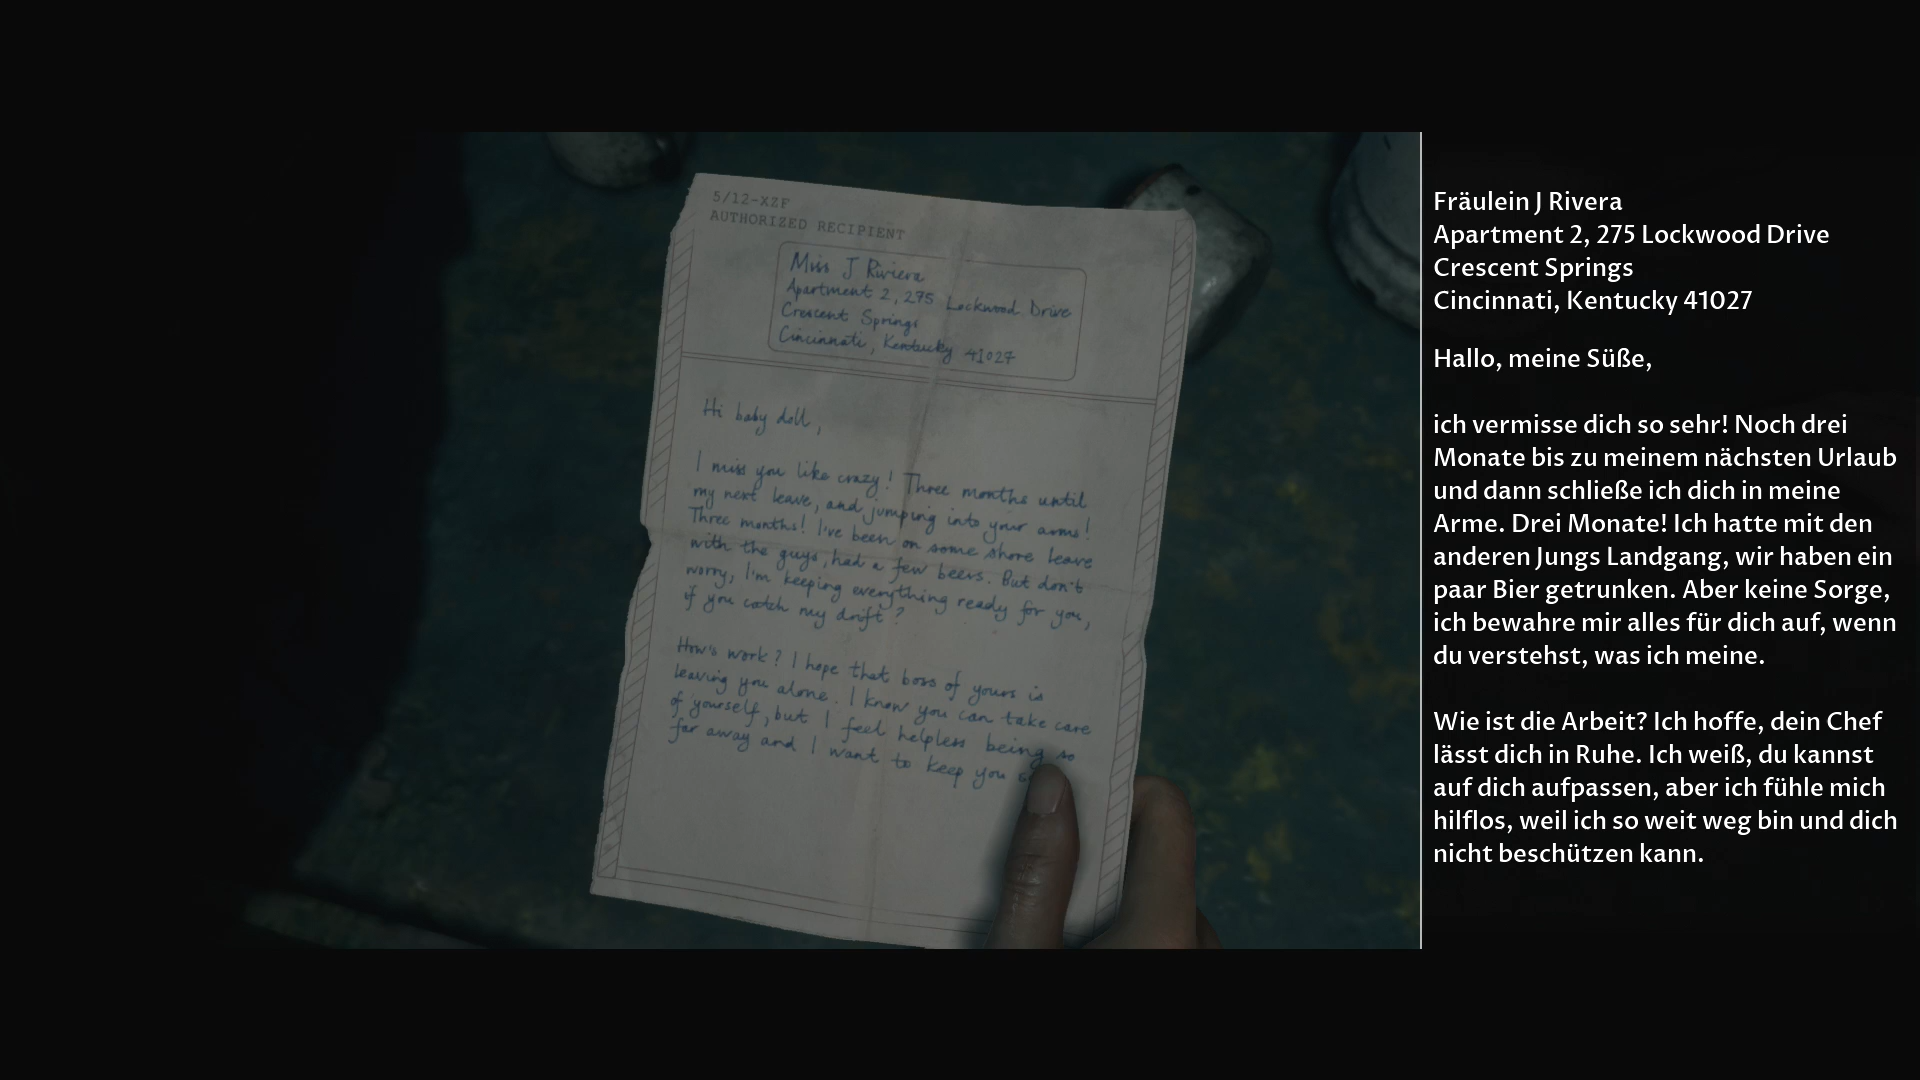 5/12-XZF
AUTHORIZED RECIPIENT
Miss J Riviera
Apartment 2, 275 Lockwood Drive
Crescent Springs
Cincinnati, Kentucky 41027
Hi baby doll,
I miss you like crazy! Three months until
my next leave, and jumping into your arms!
Three months! I've been on some shore leave
with the guys, had a few beers. But don't
worry, I'm keeping everything ready for you,
if you catch my drift?
How's work? I hope that boss of yours is
leaving you alone. I know you can take care
of yourself, but I feel helpless being so
far away and I want to keep you
Fräulein J Rivera
Apartment 2, 275 Lockwood Drive
Crescent Springs
Cincinnati, Kentucky 41027
Hallo, meine Süße,
ich vermisse dich so sehr! Noch drei
Monate bis zu meinem nächsten Urlaub
und dann schließe ich dich in meine
Arme. Drei Monate! Ich hatte mit den
anderen Jungs Landgang, wir haben ein
paar Bier getrunken. Aber keine Sorge,
ich bewahre mir alles für dich auf, wenn
du verstehst, was ich meine.
Wie ist die Arbeit? Ich hoffe, dein Chef
lässt dich in Ruhe. Ich weiß, du kannst
auf dich aufpassen, aber ich fühle mich
hilflos, weil ich so weit weg bin und dich
nicht beschützen kann.